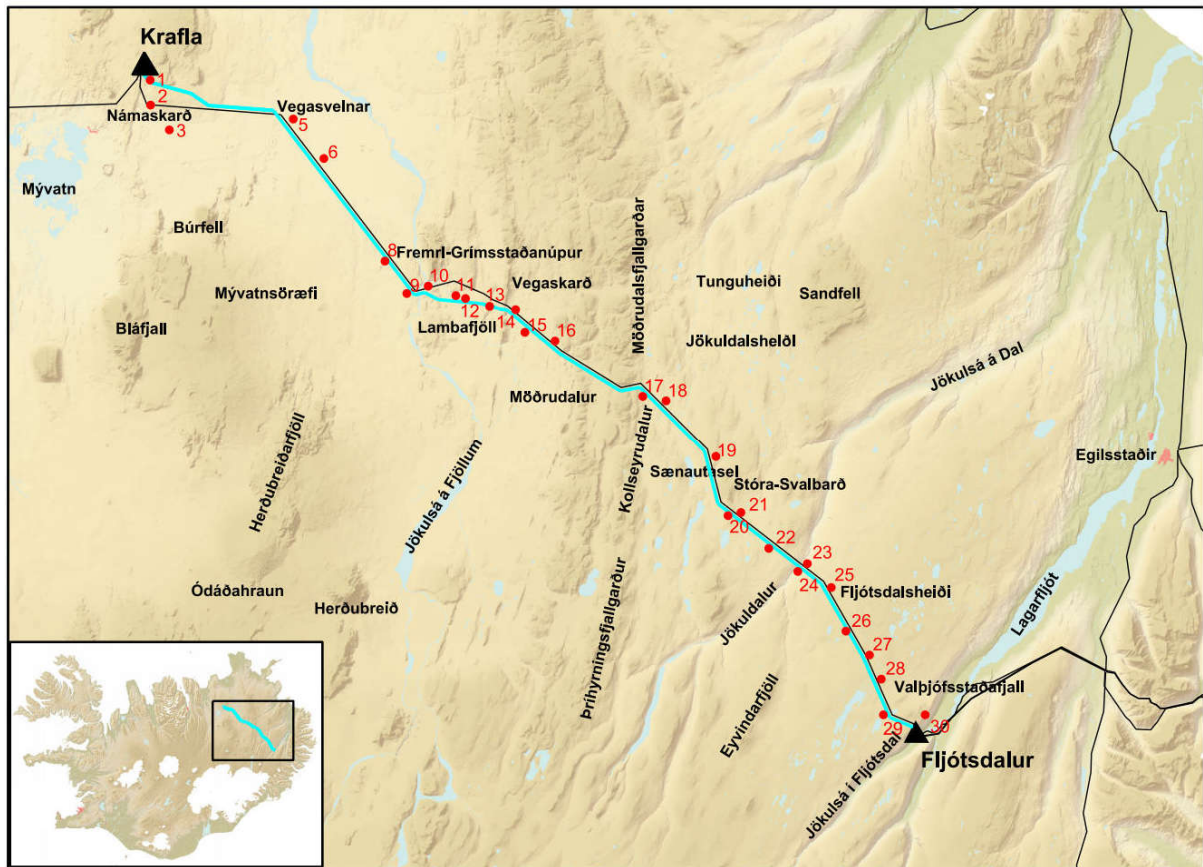 Krafla
1
2
Námaskarð
3
Vegasvelnar
5
6
Mývatn
Búrfell
8
Fremrl-Grímsstaðanúpur
9
10
11
12
13
Vegaskarð
Mývatnsöræfi
Lambafjöll
14
15
16
Bláfjall
Möðrudalsfjallgarðar
Tunguheiði
Sandfell
Jökuldalsheiðl
Jökulsá á Dal
Möðrudalur
17
18
Herðubreiðarfjöll
Jökulsá á Fjöllum
Kollseyrudalur
19
Sænautasel
Stóra-Svalbarð
Egilsstaðir
20
21
22
23
24
25
Ódáðahraun
Herðubreið
Þríhyrningsfjallgarður
Jökuldalur
Fljótsdalsheiði
Lagarfljót
26
27
28
Valþjófsstaðafjall
Eyvindarfjöll
29
30
Jökulsá í Fljótsdal
Fljótsdalur